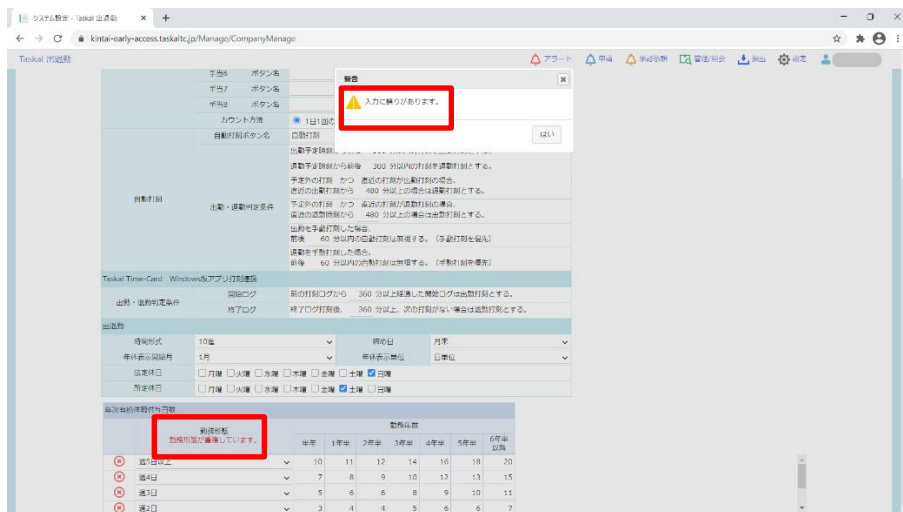 システム設定 - Taskal 出退勤
kintai-early-access.taskaltc.jp/Manage/CompanyManage
Taskal 出退勤
アラート
申請
承認依頼
管理/照会
抽出
設定
手当6 ボタン名
手当7 ボタン名
手当8 ボタン名
カウント方法 1日1回の
警告
入力に誤りがあります。
はい
自動打刻ボタン名 自動打刻
自動打刻
出勤・退勤判定条件
退勤予定時刻から前後 300 分以内の打刻を退勤打刻とする。
予定外の打刻 かつ 直近の打刻が出勤打刻の場合、
直近の出勤打刻から 480 分以上の場合は退勤打刻とする。
予定外の打刻 かつ 直近の打刻が退勤打刻の場合、
直近の退勤時刻から 480 分以上の場合は出勤打刻とする。
出勤を手動打刻した場合、
前後 60 分以内の自動打刻は無視する。（手動打刻を優先）
退勤を手動打刻した場合、
前後 60 分以内の自動打刻は無視する。（手動打刻を優先）
Taskal Time-Card Windows版アプリ打刻連携
出勤・退勤判定条件
開始ログ 前の打刻ログから 360 分以上経過した開始ログは出勤打刻とする。
終了ログ 終了ログ打刻後、 360 分以上、次の打刻がない場合は退勤打刻とする。
出退勤
時間形式 10進 締め日 月末
年休表示開始月 1月 年休表示単位 日単位
法定休日 月曜 火曜 水曜 木曜 金曜 土曜 日曜
所定休日 月曜 火曜 水曜 木曜 金曜 土曜 日曜
年次有給休暇付与日数
勤務形態
勤務形態が重複しています。
勤務年数
半年 1年半 2年半 3年半 4年半 5年半 6年半以降
週5日以上 10 11 12 14 16 18 20
週4日 7 8 9 10 12 13 15
週3日 5 6 6 8 9 10 11
週2日 3 4 4 5 6 6 7